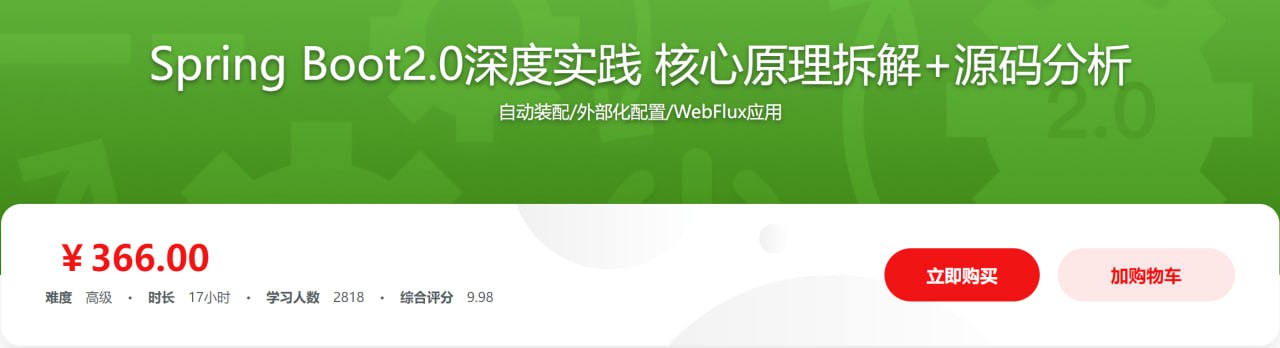 Spring Boot2.0深度实践 核心原理拆解+源码分析
自动装配/外部化配置/WebFlux应用
2.0
¥ 366.00
难度 高级 · 时长 17小时 · 学习人数 2818 · 综合评分 9.98
立即购买
加购物车